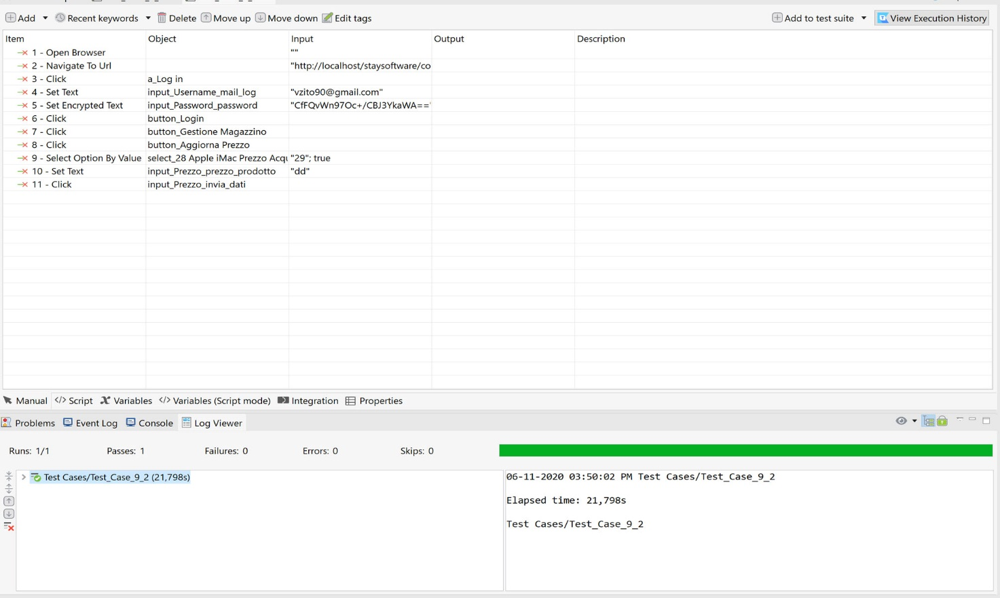 Add Recent keywords Delete Move up Move down Edit tags Add to test suite View Execution History
Item Object Input Output Description
1 - Open Browser ""
2 - Navigate To Url "http://localhost/staysoftware/co
3 - Click a_Log in
4 - Set Text input_Username_mail_log "vzito90@gmail.com"
5 - Set Encrypted Text input_Password_password "CfFQvWn97Oc+/CBJ3YkaWA=="
6 - Click button_Login
7 - Click button_Gestione Magazzino
8 - Click button_Aggiorna Prezzo
9 - Select Option By Value select_28 Apple iMac Prezzo Acqu "29"; true
10 - Set Text input_Prezzo_prezzo_prodotto "dd"
11 - Click input_Prezzo_invia_dati
Manual Script Variables Variables (Script mode) Integration Properties
Problems Event Log Console Log Viewer
Runs: 1/1 Passes: 1 Failures: 0 Errors: 0 Skips: 0
Test Cases/Test_Case_9_2 (21,798s)
06-11-2020 03:50:02 PM Test Cases/Test_Case_9_2
Elapsed time: 21,798s
Test Cases/Test_Case_9_2